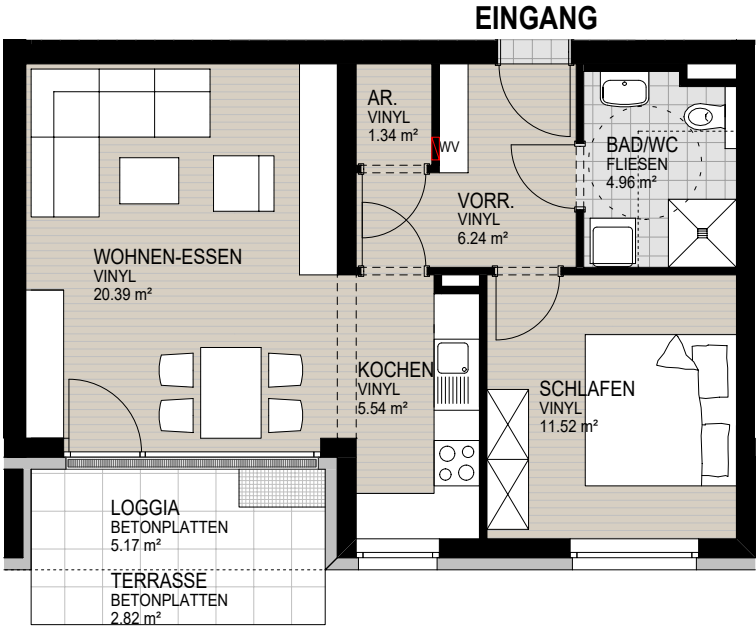 EINGANG
AR.
VINYL
1.34 m²
WV
BAD/WC
FLIESEN
4.96 m²
VORR.
VINYL
6.24 m²
WOHNEN-ESSEN
VINYL
20.39 m²
KOCHEN
VINYL
5.54 m²
SCHLAFEN
VINYL
11.52 m²
LOGGIA
BETONPLATTEN
5.17 m²
TERRASSE
BETONPLATTEN
2.82 m²